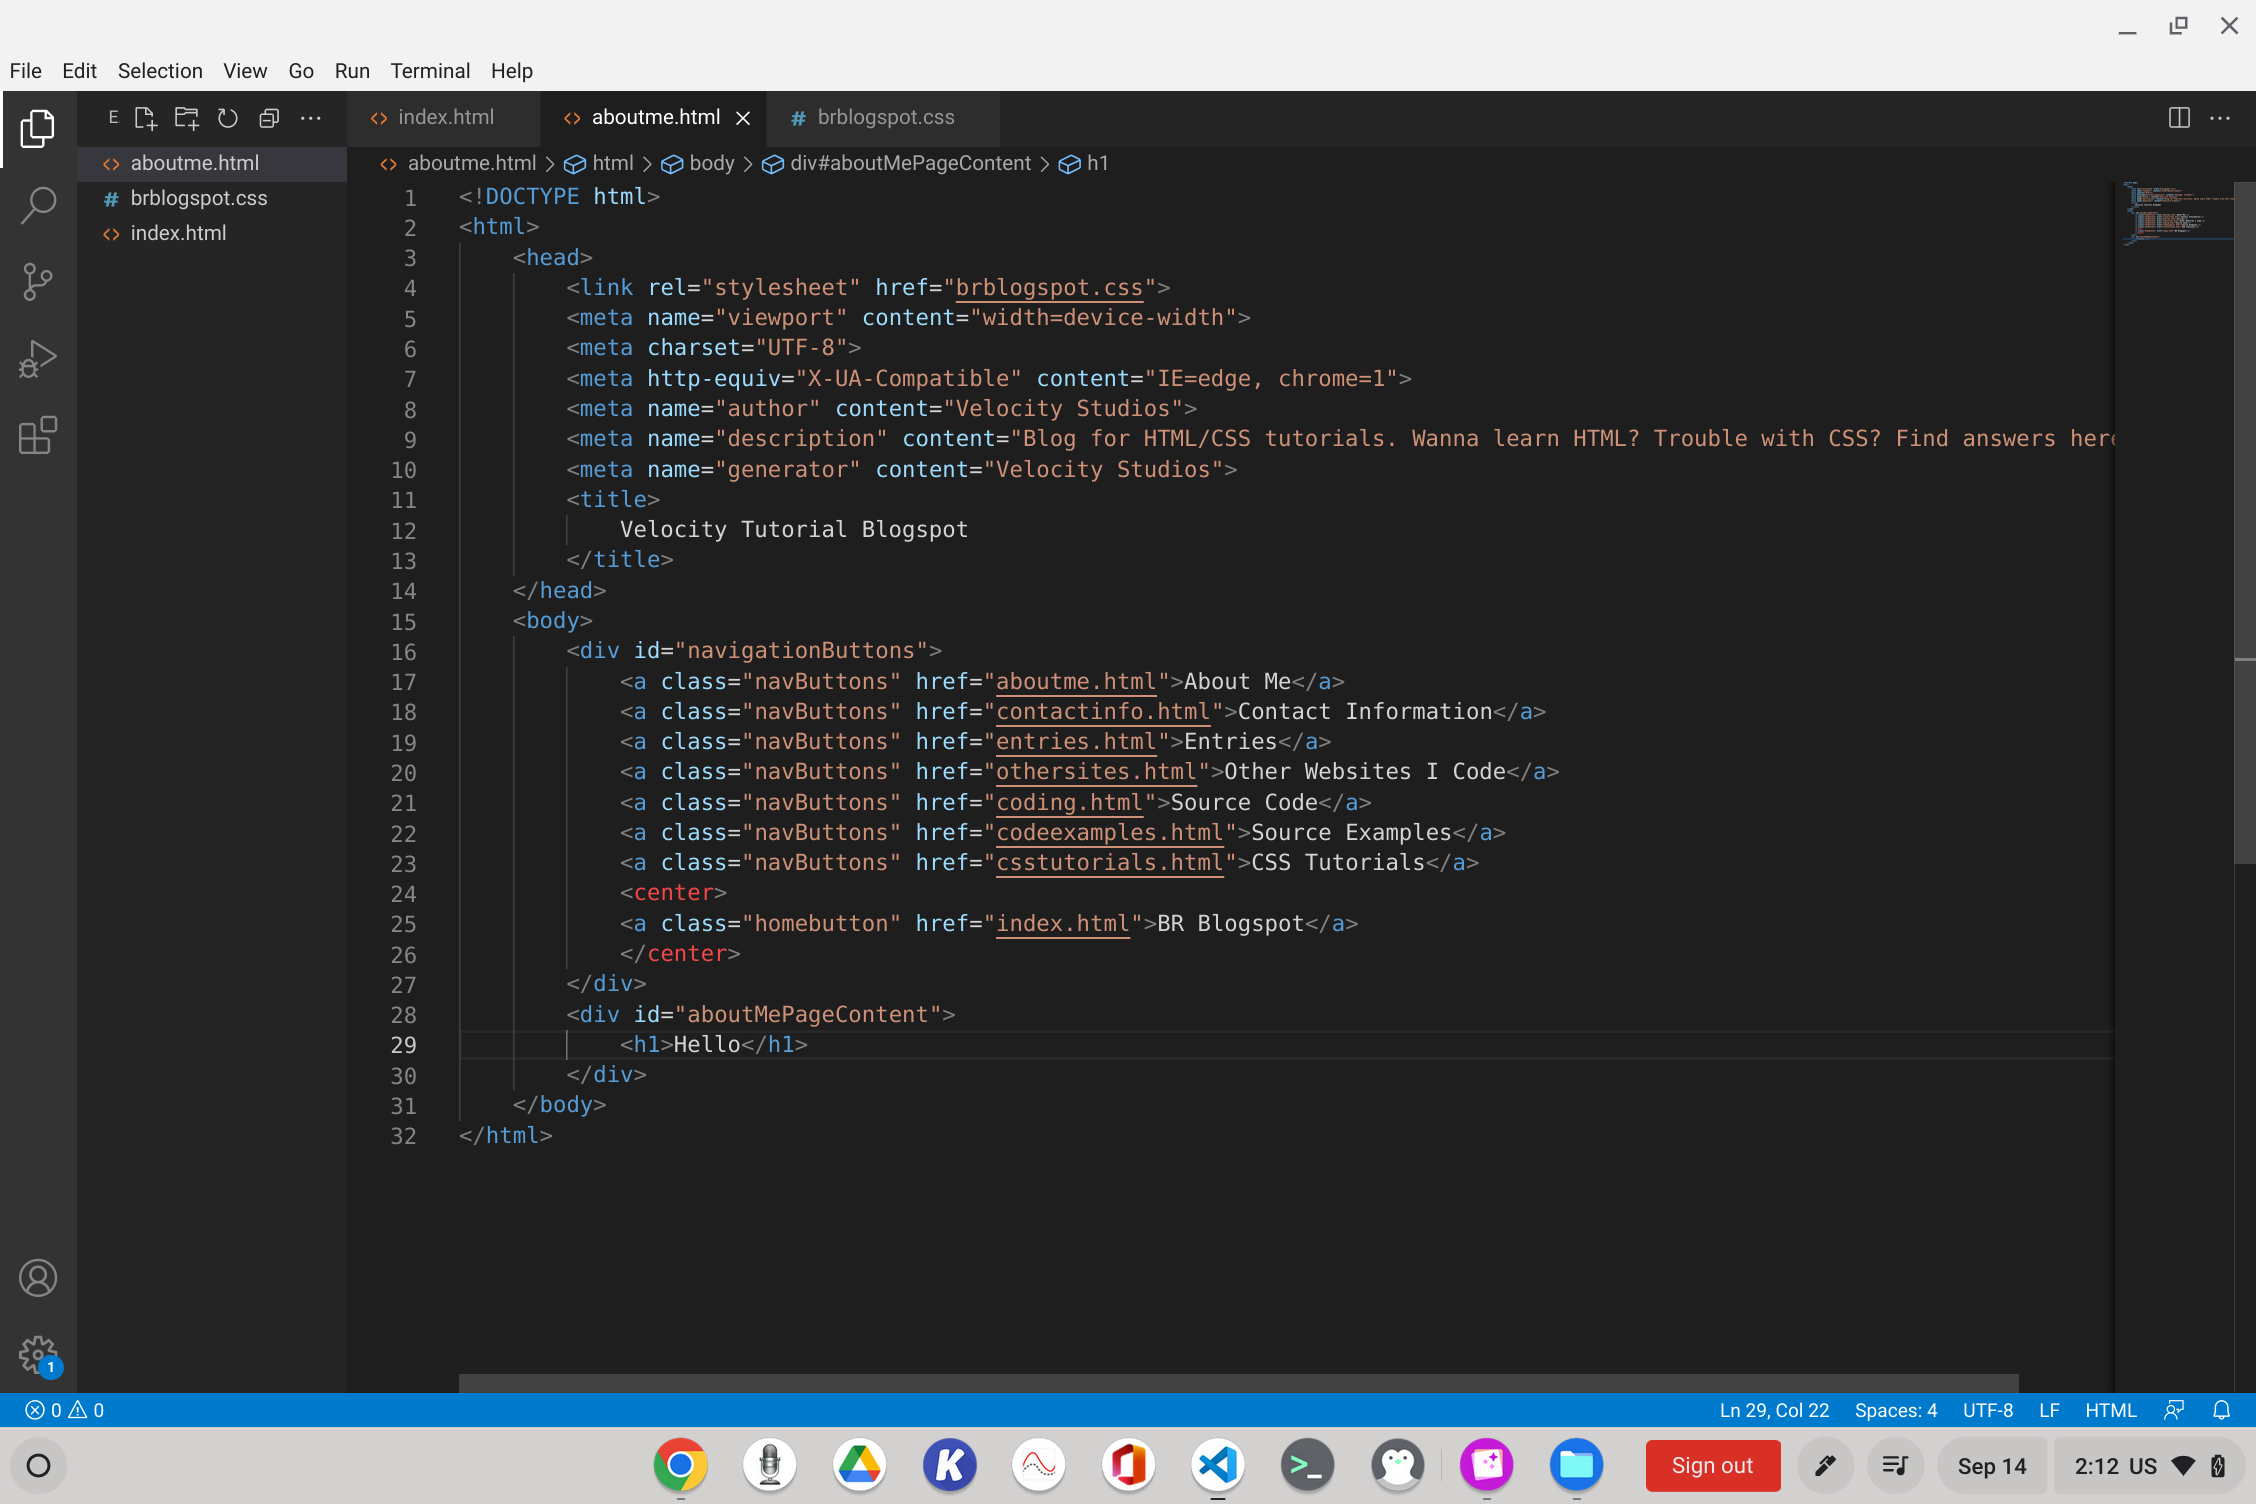 File Edit Selection View Go Run Terminal Help
E
index.html aboutme.html brblogspot.css
aboutme.html
brblogspot.css
index.html
aboutme.html > html > body > div#aboutMePageContent > h1
1 <!DOCTYPE html>
2 <html>
3 <head>
4 <link rel="stylesheet" href="brblogspot.css">
5 <meta name="viewport" content="width=device-width">
6 <meta charset="UTF-8">
7 <meta http-equiv="X-UA-Compatible" content="IE=edge, chrome=1">
8 <meta name="author" content="Velocity Studios">
9 <meta name="description" content="Blog for HTML/CSS tutorials. Wanna learn HTML? Trouble with CSS? Find answers here
10 <meta name="generator" content="Velocity Studios">
11 <title>
12 Velocity Tutorial Blogspot
13 </title>
14 </head>
15 <body>
16 <div id="navigationButtons">
17 <a class="navButtons" href="aboutme.html">About Me</a>
18 <a class="navButtons" href="contactinfo.html">Contact Information</a>
19 <a class="navButtons" href="entries.html">Entries</a>
20 <a class="navButtons" href="othersites.html">Other Websites I Code</a>
21 <a class="navButtons" href="coding.html">Source Code</a>
22 <a class="navButtons" href="codeexamples.html">Source Examples</a>
23 <a class="navButtons" href="csstutorials.html">CSS Tutorials</a>
24 <center>
25 <a class="homebutton" href="index.html">BR Blogspot</a>
26 </center>
27 </div>
28 <div id="aboutMePageContent">
29 <h1>Hello</h1>
30 </div>
31 </body>
32 </html>
1
0 0 Ln 29, Col 22 Spaces: 4 UTF-8 LF HTML
K Sign out Sep 14 2:12 US